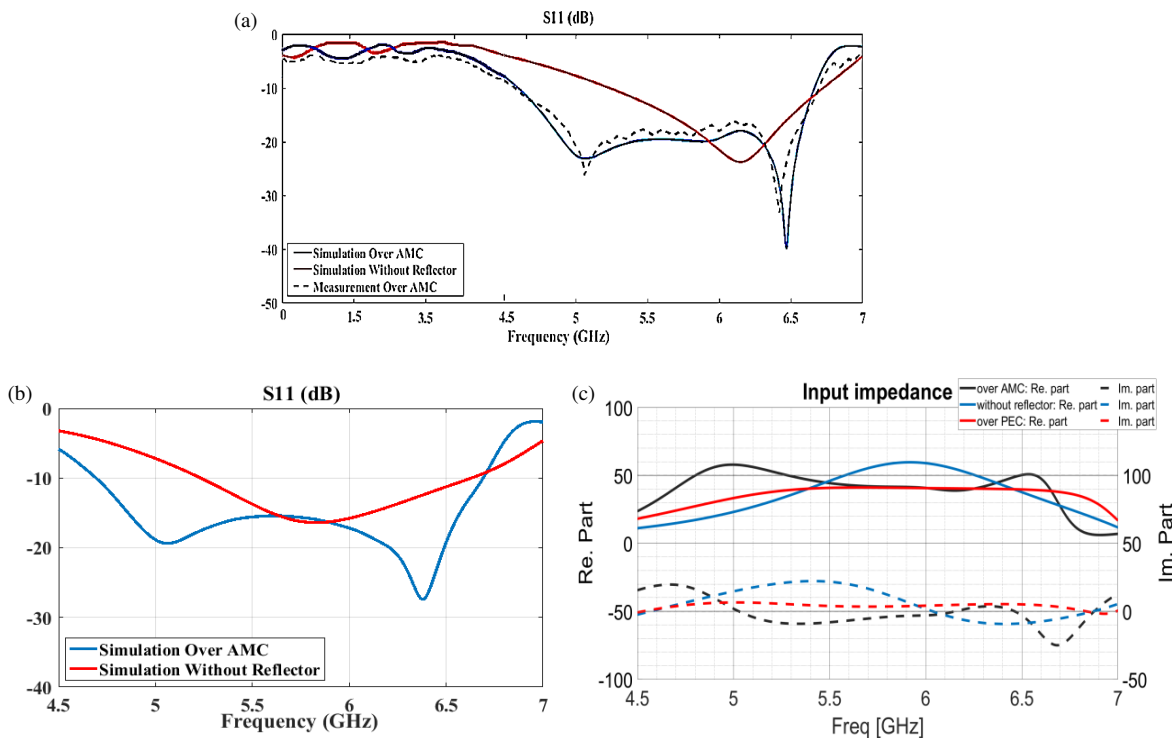 (a)
S11 (dB)
0
-10
-20
-30
-40
-50
Simulation Over AMC
Simulation Without Reflector
Measurement Over AMC
0 1.5 3.5 4.5 5 5.5 6 6.5 7
Frequency (GHz)
(b)
S11 (dB)
0
-10
-20
-30
-40
Simulation Over AMC
Simulation Without Reflector
4.5 5 5.5 6 6.5 7
Frequency (GHz)
(c)
Input impedance
over AMC: Re. part Im. part
without reflector: Re. part Im. part
over PEC: Re. part Im. part
Re. Part
100
50
0
-50
-100
100
50
0
-50
Im. Part
4.5 5 5.5 6 6.5 7
Freq [GHz]